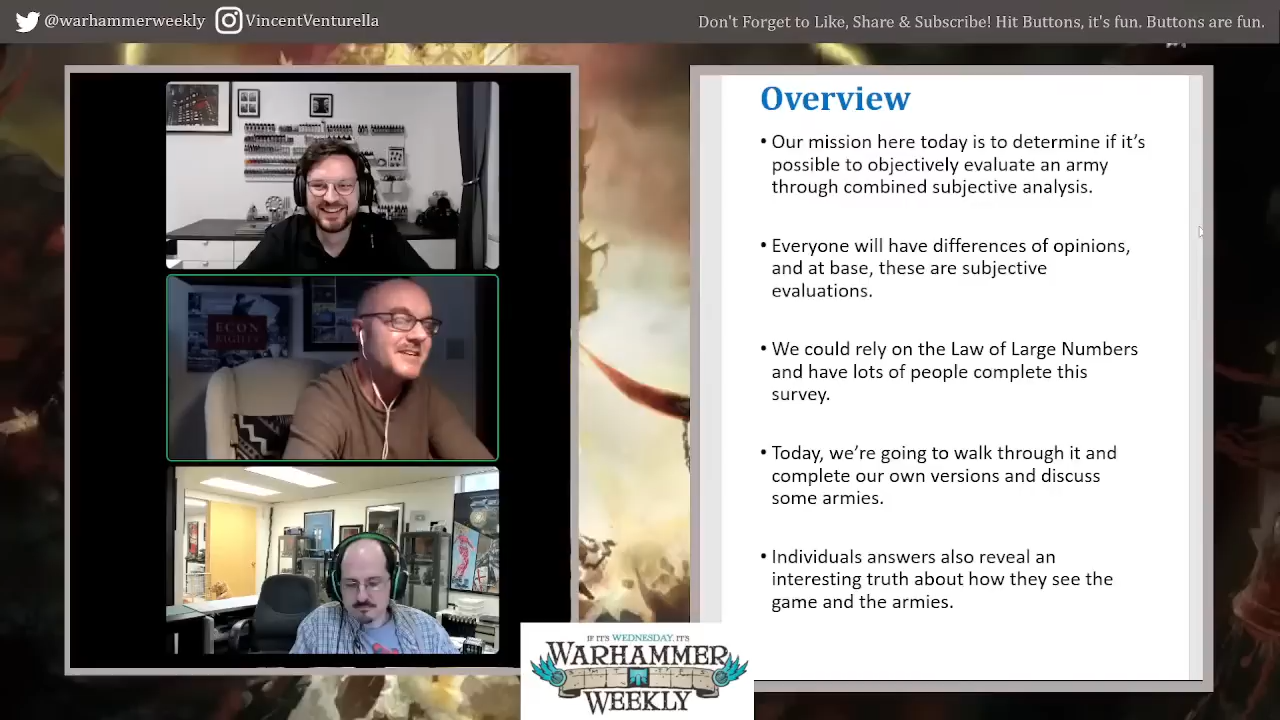 @warhammerweekly VincentVenturella
Don't Forget to Like, Share & Subscribe! Hit Buttons, it's fun. Buttons are fun.
ECON
RIGHTS
Overview
• Our mission here today is to determine if it's
possible to objectively evaluate an army
through combined subjective analysis.
• Everyone will have differences of opinions,
and at base, these are subjective
evaluations.
• We could rely on the Law of Large Numbers
and have lots of people complete this
survey.
• Today, we're going to walk through it and
complete our own versions and discuss
some armies.
• Individuals answers also reveal an
interesting truth about how they see the
game and the armies.
IF IT'S WEDNESDAY, IT'S
WARHAMMER
WEEKLY